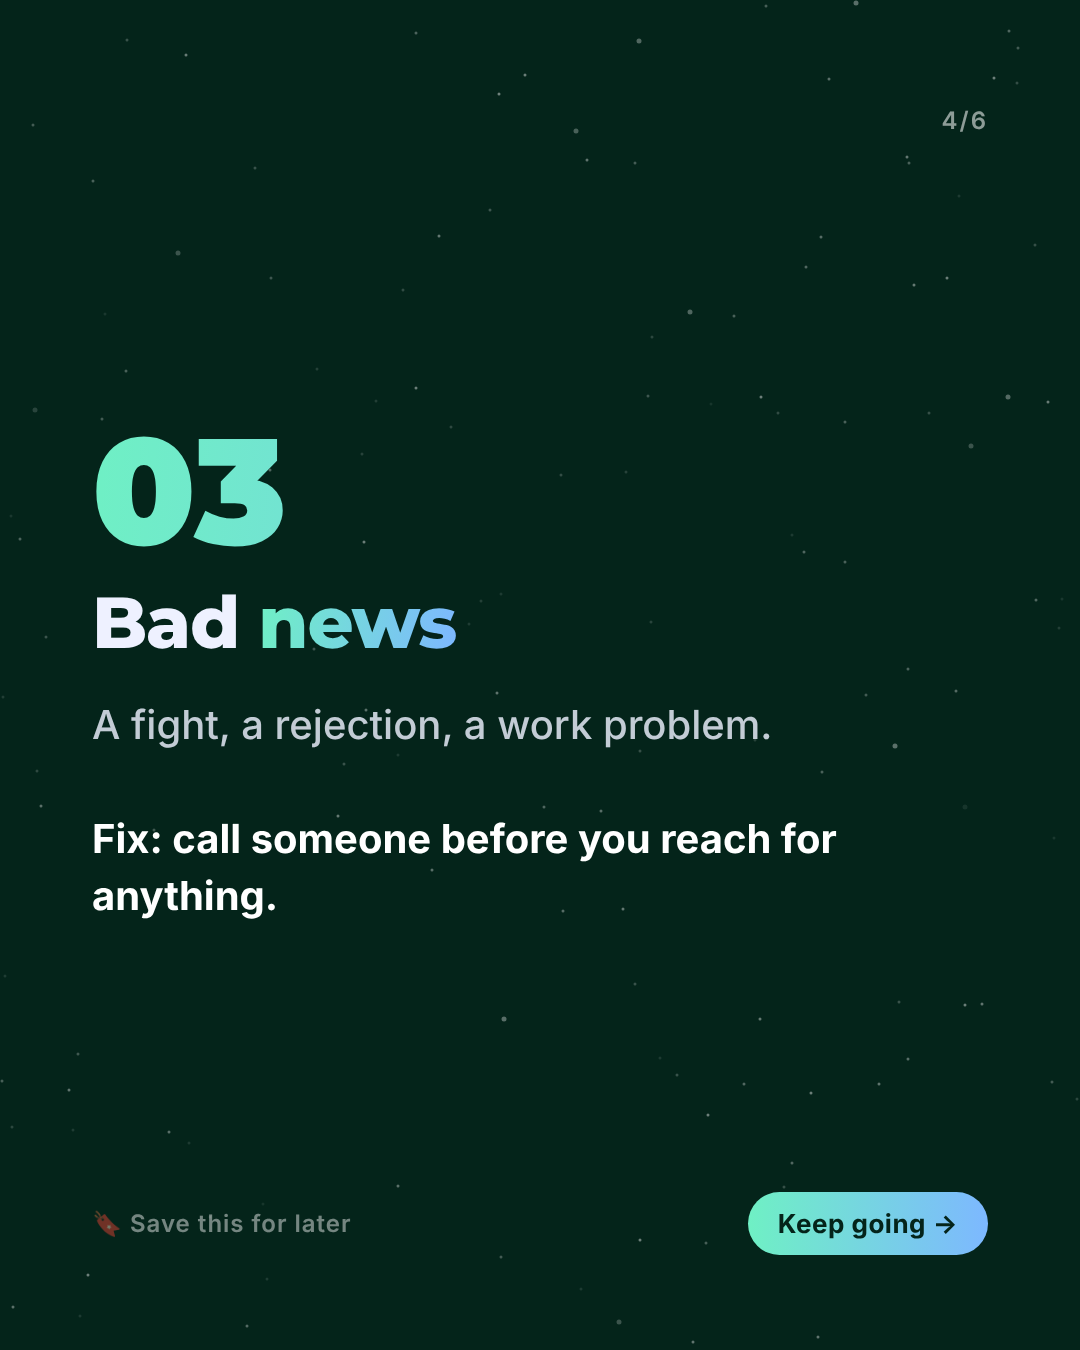 4/6
03
Bad news
A fight, a rejection, a work problem.
Fix: call someone before you reach for
anything.
🔖 Save this for later
Keep going →